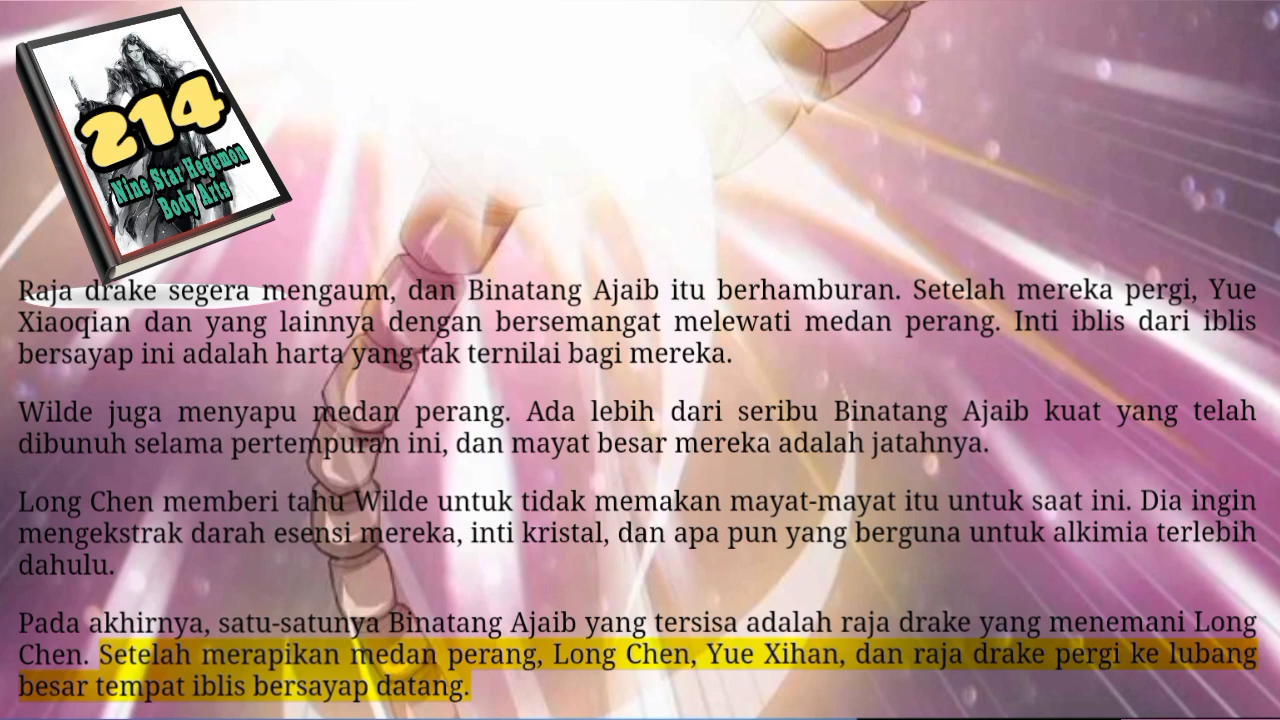 214
Nine Star Hegemon
Body Arts
Raja drake segera mengaum, dan Binatang Ajaib itu berhamburan. Setelah mereka pergi, Yue
Xiaoqian dan yang lainnya dengan bersemangat melewati medan perang. Inti iblis dari iblis
bersayap ini adalah harta yang tak ternilai bagi mereka.
Wilde juga menyapu medan perang. Ada lebih dari seribu Binatang Ajaib kuat yang telah
dibunuh selama pertempuran ini, dan mayat besar mereka adalah jatahnya.
Long Chen memberi tahu Wilde untuk tidak memakan mayat-mayat itu untuk saat ini. Dia ingin
mengekstrak darah esensi mereka, inti kristal, dan apa pun yang berguna untuk alkimia terlebih
dahulu.
Pada akhirnya, satu-satunya Binatang Ajaib yang tersisa adalah raja drake yang menemani Long
Chen. Setelah merapikan medan perang, Long Chen, Yue Xihan, dan raja drake pergi ke lubang
besar tempat iblis bersayap datang.